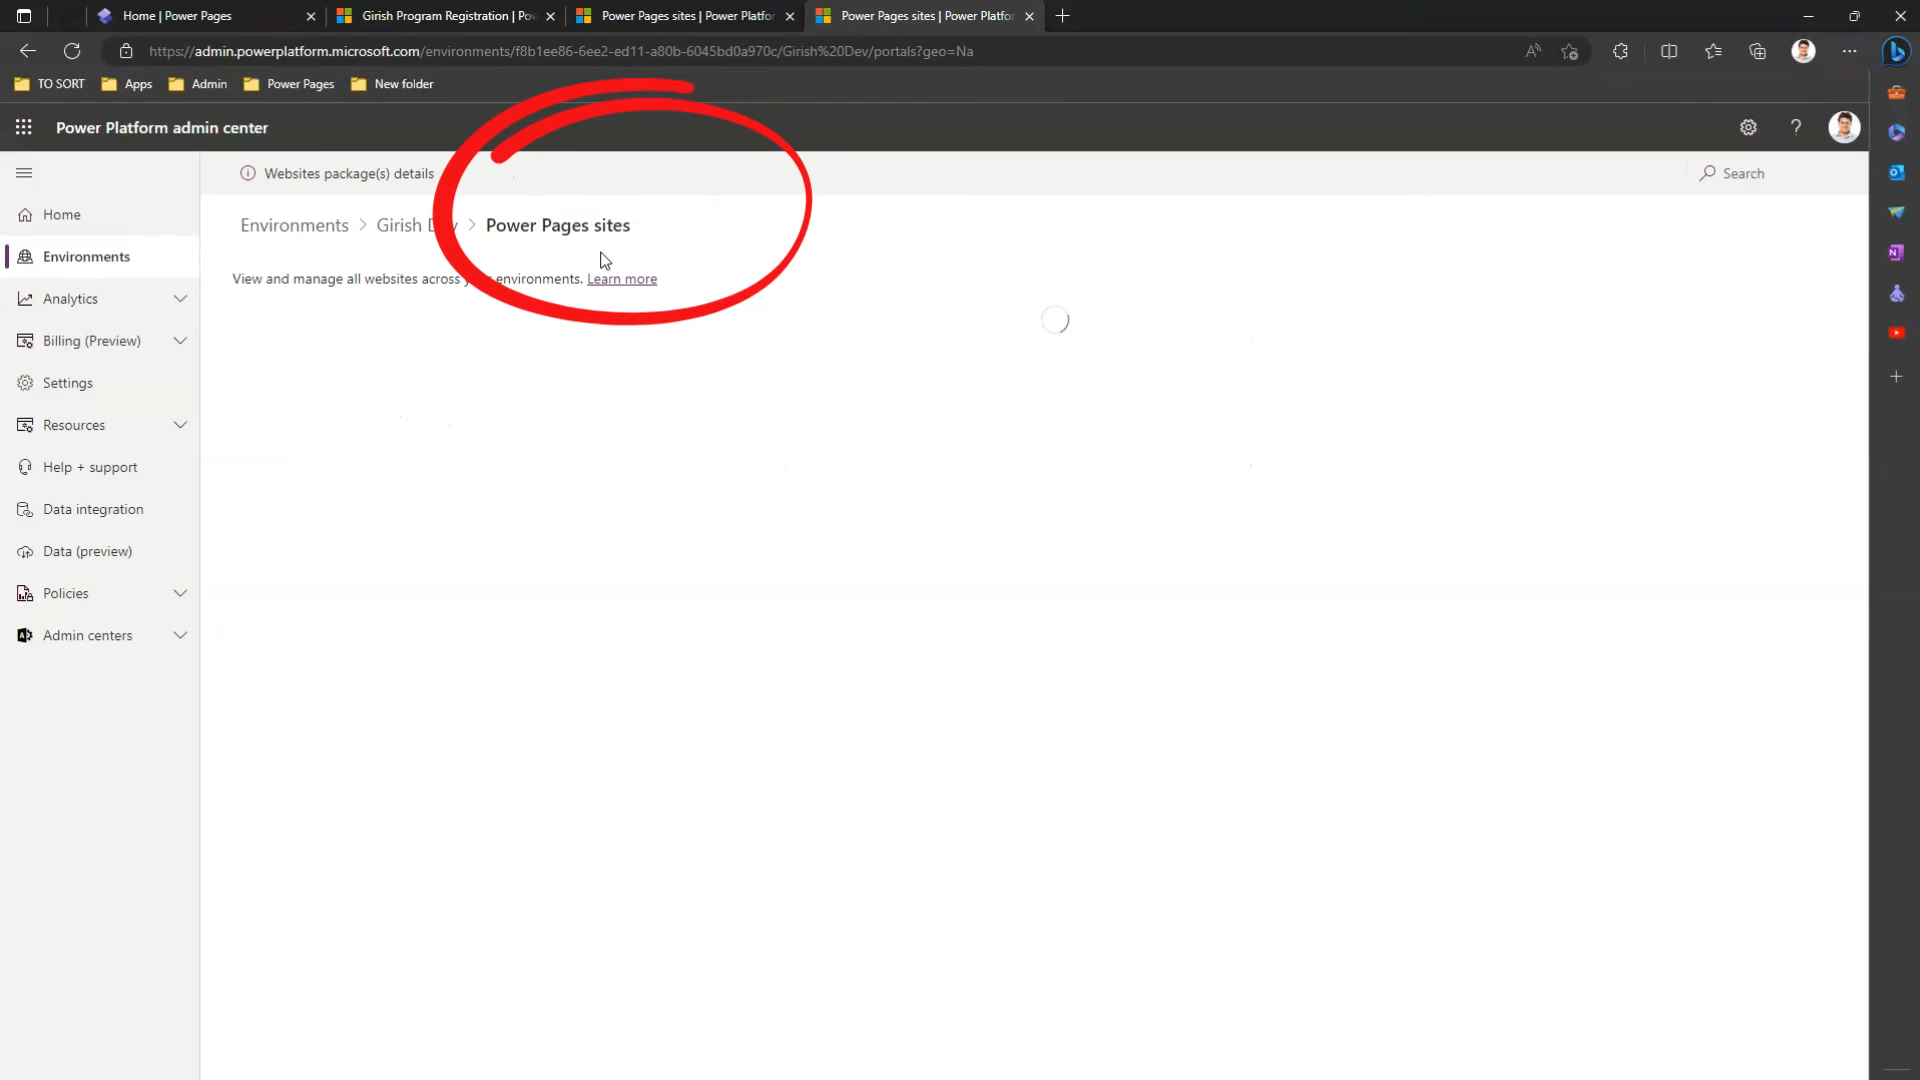 Home | Power Pages
Girish Program Registration | Pow
Power Pages sites | Power Platfor
Power Pages sites | Power Platfor
https://admin.powerplatform.microsoft.com/environments/f8b1ee86-6ee2-ed11-a80b-6045bd0a970c/Girish%20Dev/portals?geo=Na
TO SORT
Apps
Admin
Power Pages
New folder
Power Platform admin center
Websites package(s) details
Search
Home
Environments
Analytics
Billing (Preview)
Settings
Resources
Help + support
Data integration
Data (preview)
Policies
Admin centers
Environments > Girish D y > Power Pages sites
View and manage all websites across y environments. Learn more